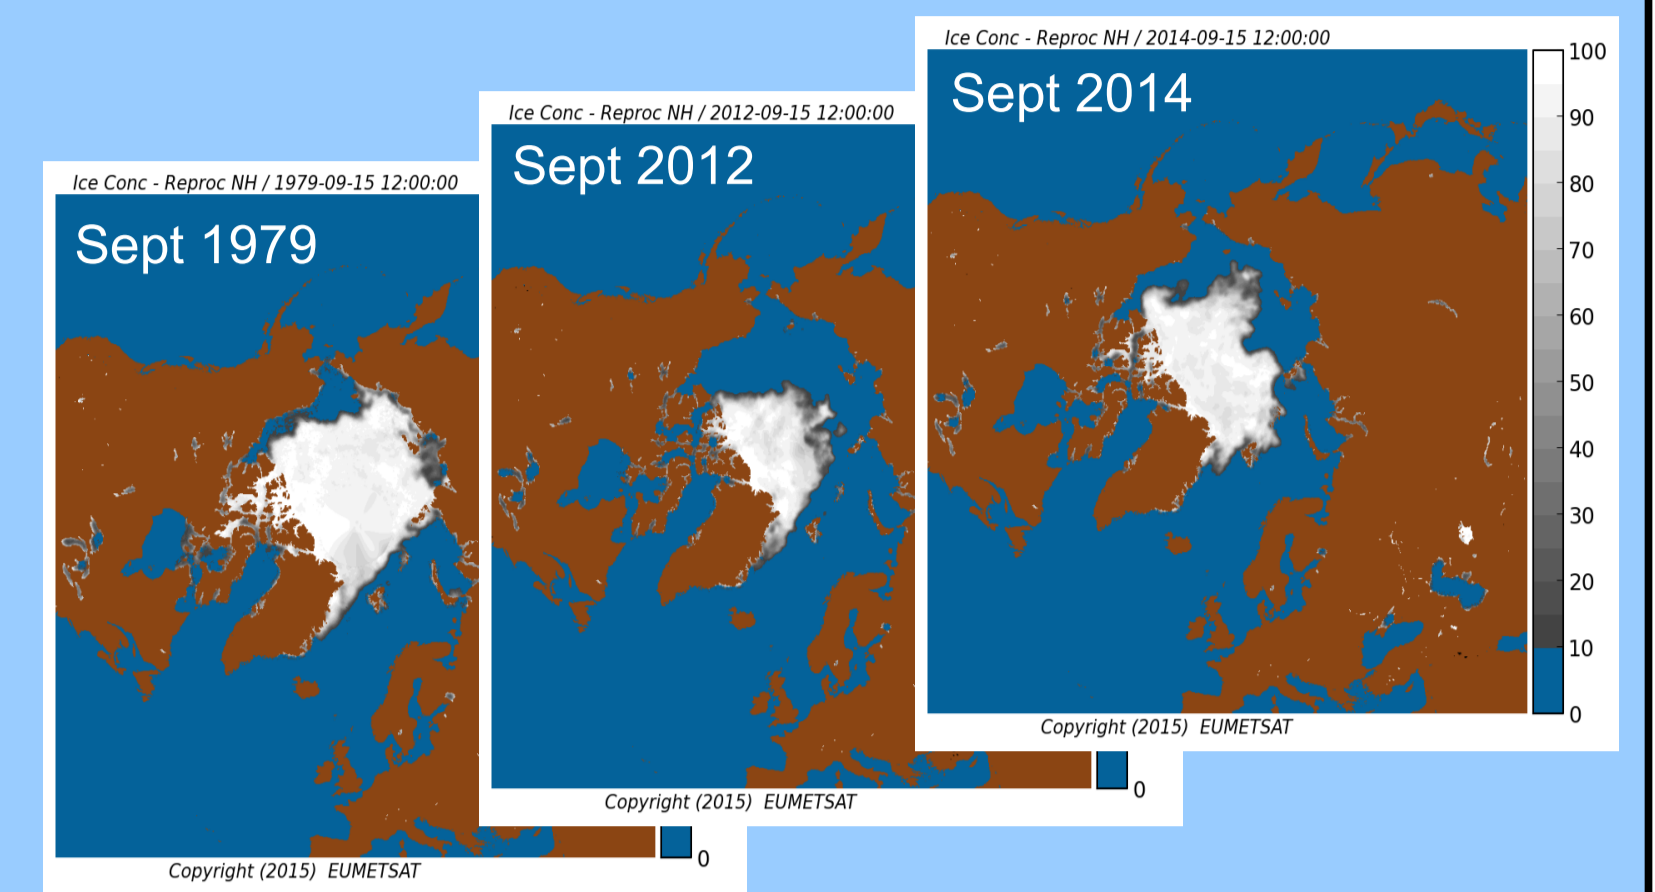 Ice Conc - Reproc NH / 1979-09-15 12:00:00
Sept 1979
0
Copyright (2015) EUMETSAT
Ice Conc - Reproc NH / 2012-09-15 12:00:00
Sept 2012
0
Copyright (2015) EUMETSAT
Ice Conc - Reproc NH / 2014-09-15 12:00:00
Sept 2014
100
90
80
70
60
50
40
30
20
10
0
Copyright (2015) EUMETSAT